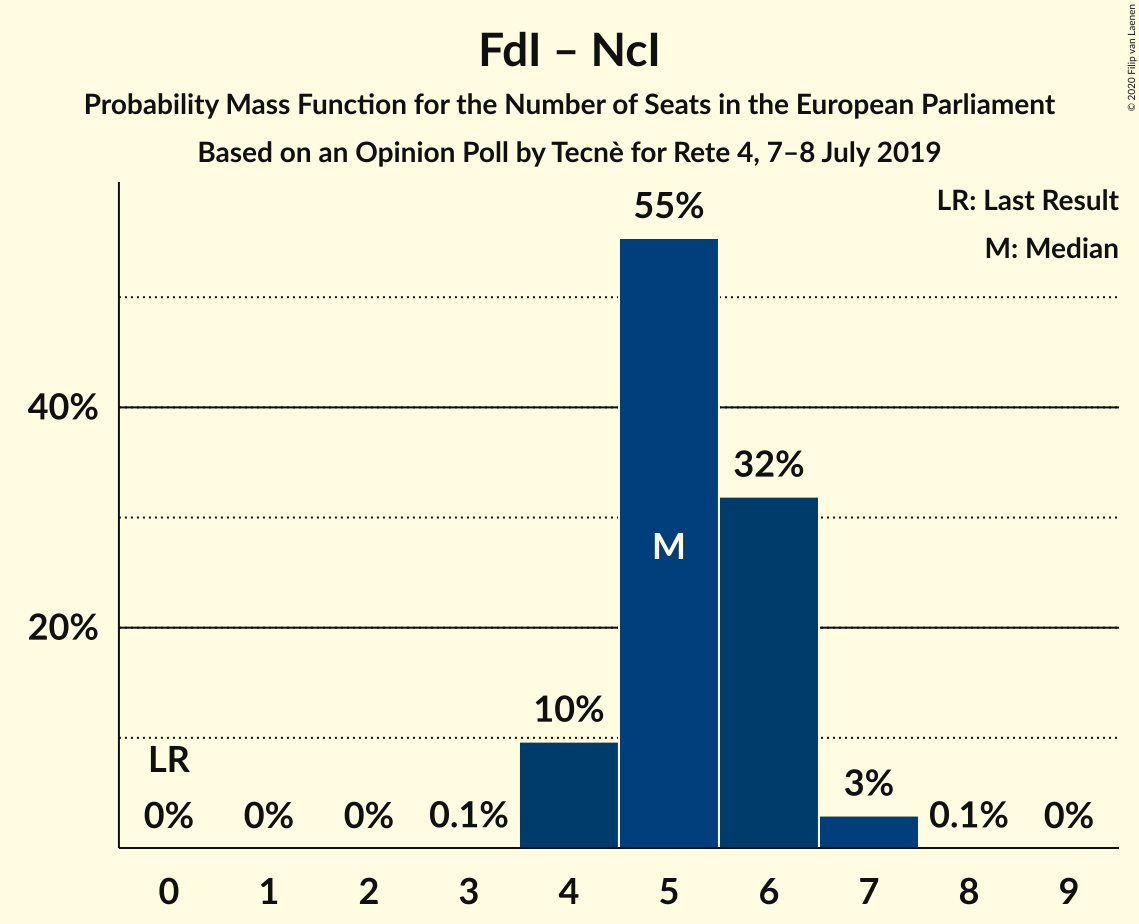 FdI – NcI
Probability Mass Function for the Number of Seats in the European Parliament
Based on an Opinion Poll by Tecnè for Rete 4, 7–8 July 2019
© 2020 Filip van Laenen
LR: Last Result
M: Median
55%
40%
32%
M
20%
10%
LR
3%
0% 0% 0% 0.1% 0.1% 0%
0 1 2 3 4 5 6 7 8 9